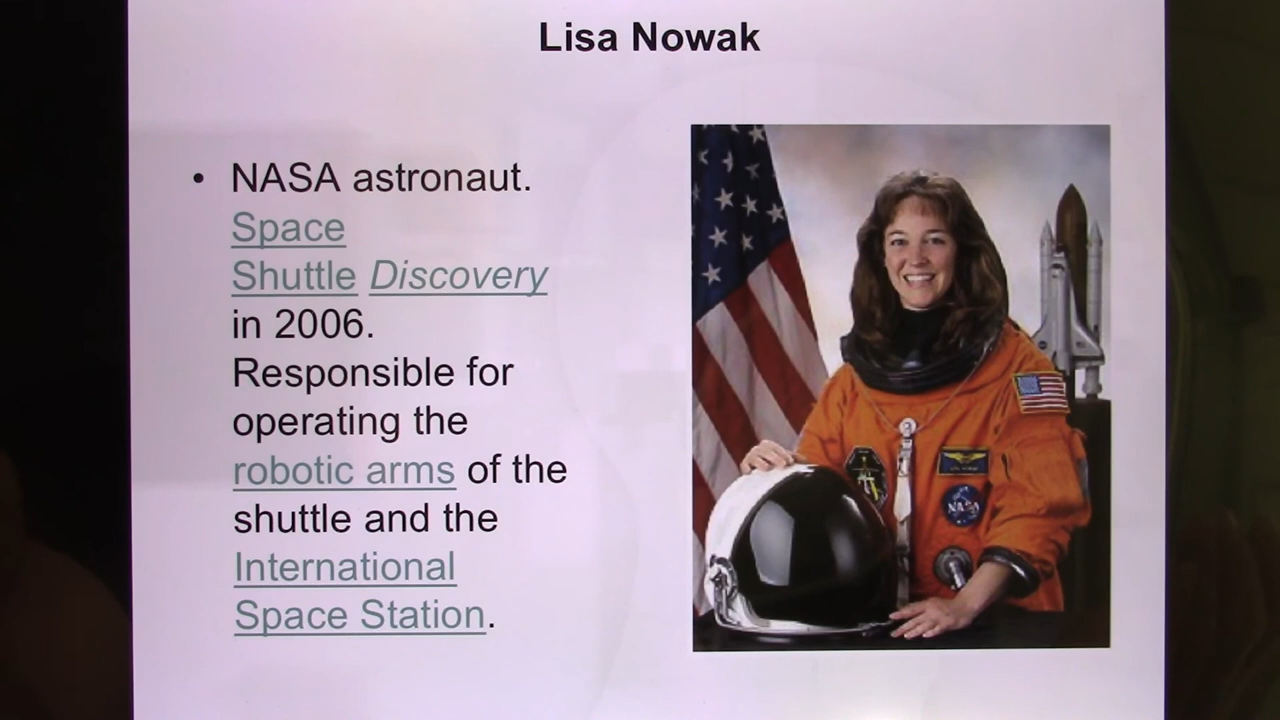 Lisa Nowak
• NASA astronaut.
Space
Shuttle Discovery
in 2006.
Responsible for
operating the
robotic arms of the
shuttle and the
International
Space Station.
NASA